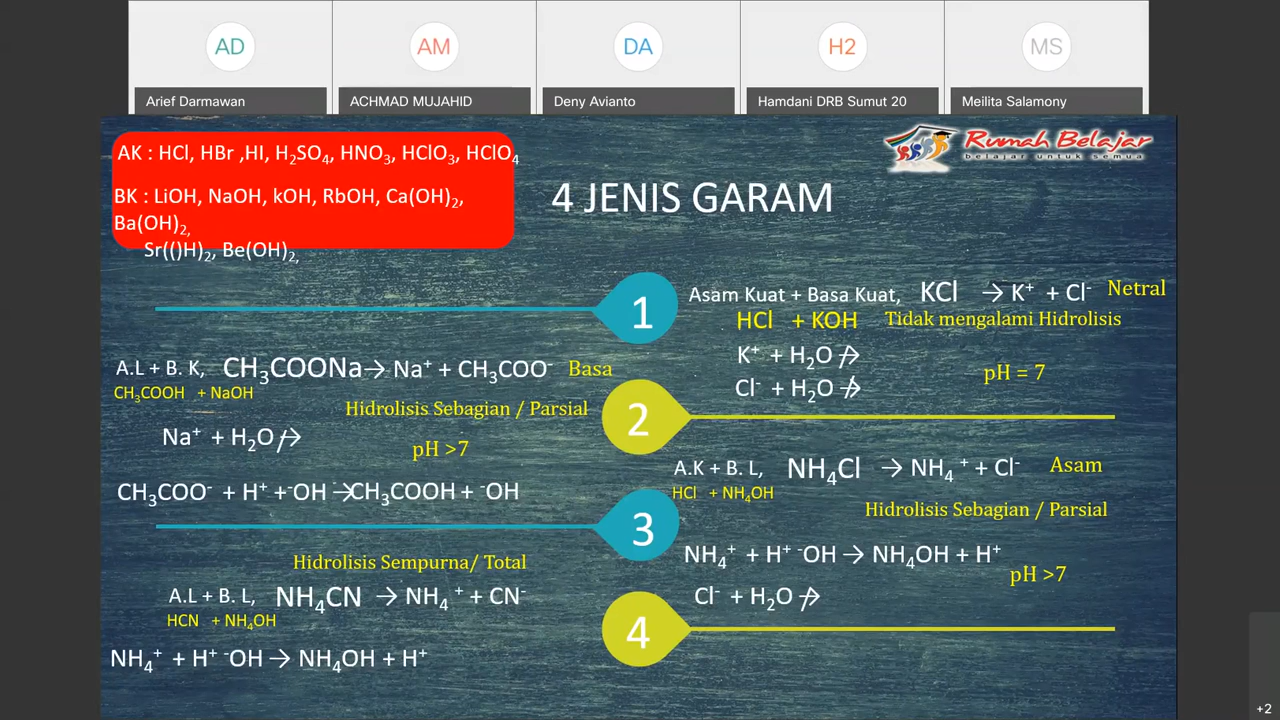 AD
AM
DA
H2
MS
Arief Darmawan
ACHMAD MUJAHID
Deny Avianto
Hamdani DRB Sumut 20
Meilita Salamony
Rumah Belajar
belajar untuk semua
AK : HCl, HBr ,HI, H₂SO₄, HNO₃, HClO₃, HClO₄
BK : LiOH, NaOH, kOH, RbOH, Ca(OH)₂,
Ba(OH)₂,
Sr(()H)₂, Be(OH)₂,
4 JENIS GARAM
1
Asam Kuat + Basa Kuat, KCl → K⁺ + Cl⁻ Netral
HCl + KOH Tidak mengalami Hidrolisis
K⁺ + H₂O ↛
Cl⁻ + H₂O ↛
pH = 7
A.L + B. K, CH₃COONa → Na⁺ + CH₃COO⁻ Basa
CH₃COOH + NaOH
Hidrolisis Sebagian / Parsial
2
Na⁺ + H₂O ↛
pH >7
CH₃COO⁻ + H⁺ + ⁻OH → CH₃COOH + ⁻OH
A.K + B. L, NH₄Cl → NH₄ ⁺ + Cl⁻ Asam
HCl + NH₄OH
Hidrolisis Sebagian / Parsial
3
NH₄⁺ + H⁺ ⁻OH → NH₄OH + H⁺
pH >7
Cl⁻ + H₂O ↛
Hidrolisis Sempurna/ Total
A.L + B. L, NH₄CN → NH₄ ⁺ + CN⁻
HCN + NH₄OH
4
NH₄⁺ + H⁺ ⁻OH → NH₄OH + H⁺
+2